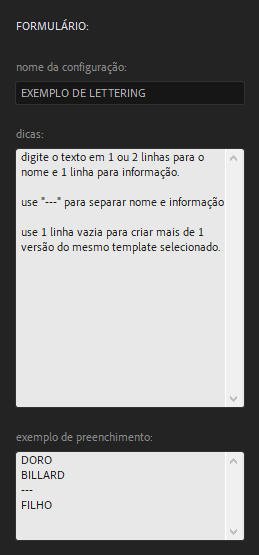 FORMULÁRIO:
nome da configuração:
EXEMPLO DE LETTERING
dicas:
digite o texto em 1 ou 2 linhas para o
nome e 1 linha para informação.
use "---" para separar nome e informação
use 1 linha vazia para criar mais de 1
versão do mesmo template selecionado.
exemplo de preenchimento:
DORO
BILLARD
---
FILHO